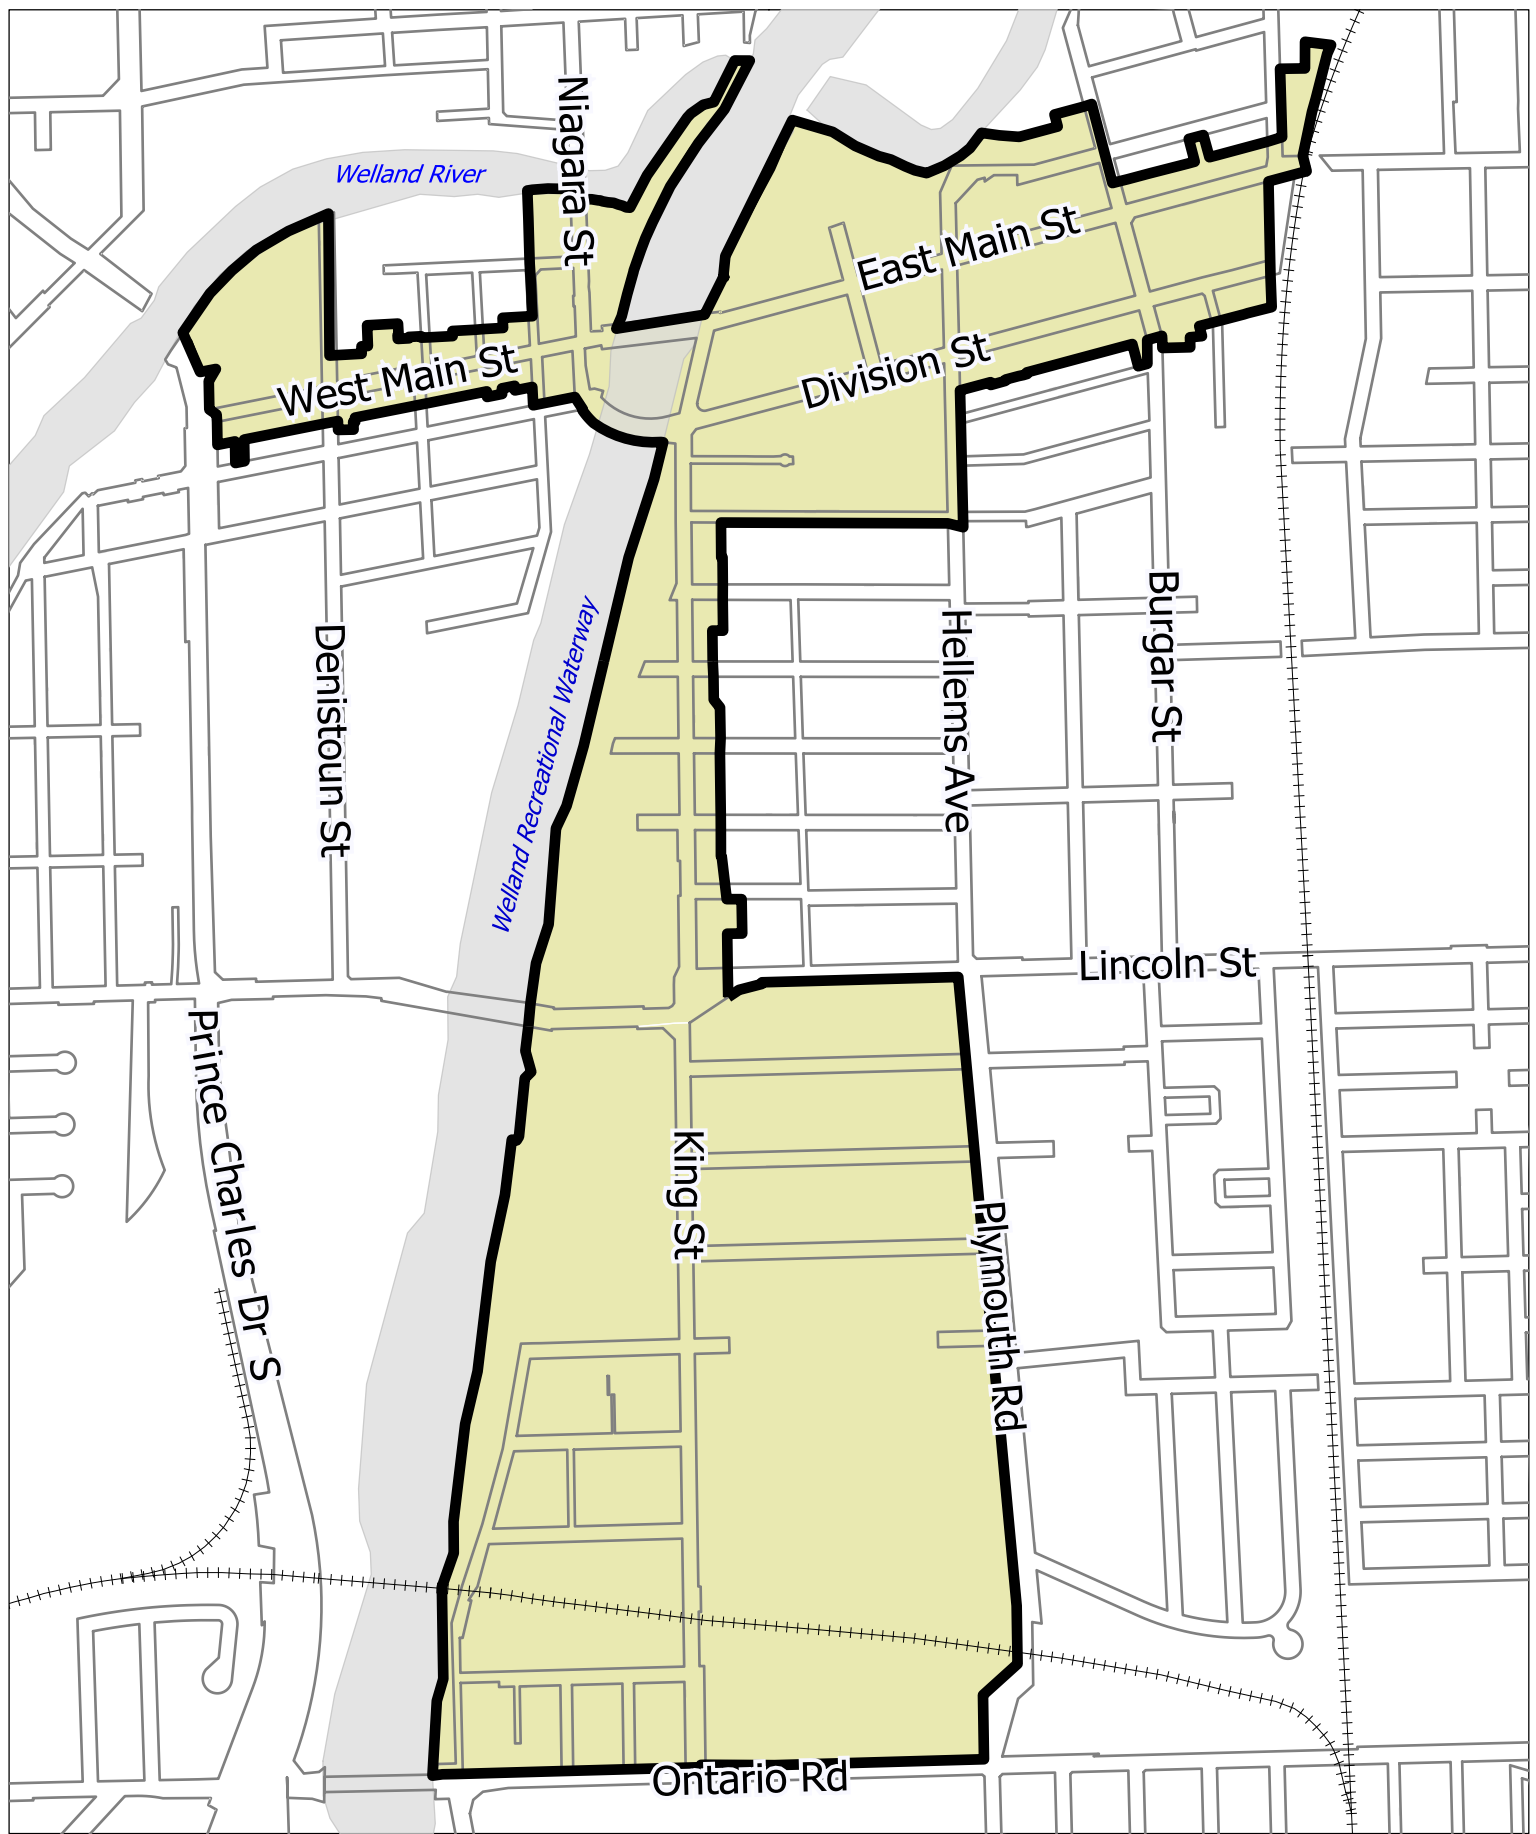 Niagara St
Welland River
East Main St
West Main St
Division St
Burgar St
Hellems Ave
Denistoun St
Welland Recreational Waterway
Lincoln St
Prince Charles Dr S
King St
Plymouth Rd
Ontario Rd